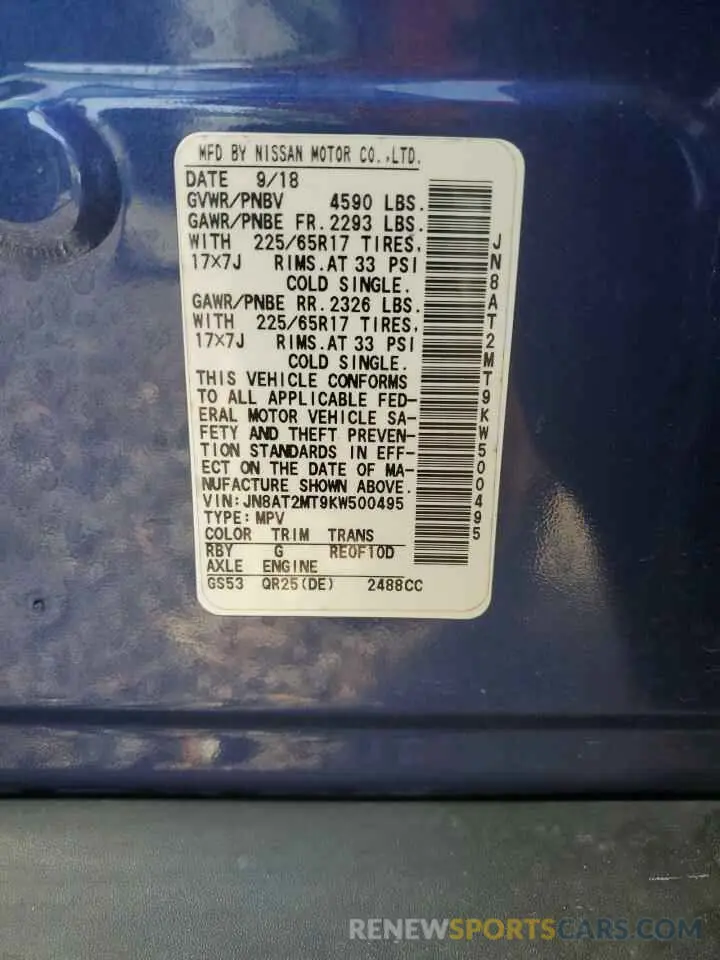 MFD BY NISSAN MOTOR CO.,LTD.
DATE 9/18
GVWR/PNBV 4590 LBS.
GAWR/PNBE FR.2293 LBS.
WITH 225/65R17 TIRES,
17×7J RIMS.AT 33 PSI
COLD SINGLE.
GAWR/PNBE RR.2326 LBS.
WITH 225/65R17 TIRES,
17×7J RIMS.AT 33 PSI
COLD SINGLE.
THIS VEHICLE CONFORMS
TO ALL APPLICABLE FED-
ERAL MOTOR VEHICLE SA-
FETY AND THEFT PREVEN-
TION STANDARDS IN EFF-
ECT ON THE DATE OF MA-
NUFACTURE SHOWN ABOVE.
VIN:JN8AT2MT9KW500495
TYPE:MPV
COLOR TRIM TRANS
RBY G RE0F10D
AXLE ENGINE
GS53 QR25(DE) 2488CC
JN8AT2MT9KW500495
RENEWSPORTSCARS.COM